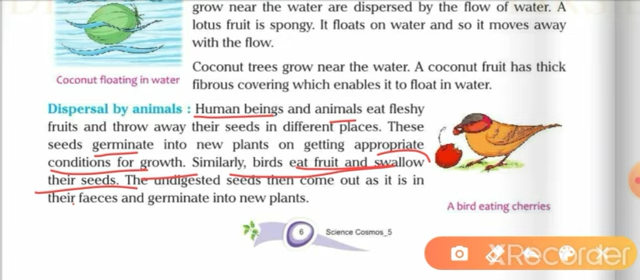 grow near the water are dispersed by the flow of water. A
lotus fruit is spongy. It floats on water and so it moves away
with the flow.
Coconut trees grow near the water. A coconut fruit has thick
fibrous covering which enables it to float in water.
Coconut floating in water
Dispersal by animals : Human beings and animals eat fleshy
fruits and throw away their seeds in different places. These
seeds germinate into new plants on getting appropriate
conditions for growth. Similarly, birds eat fruit and swallow
their seeds. The undigested seeds then come out as it is in
their faeces and germinate into new plants.
A bird eating cherries
6
Science Cosmos_5
XRecorder